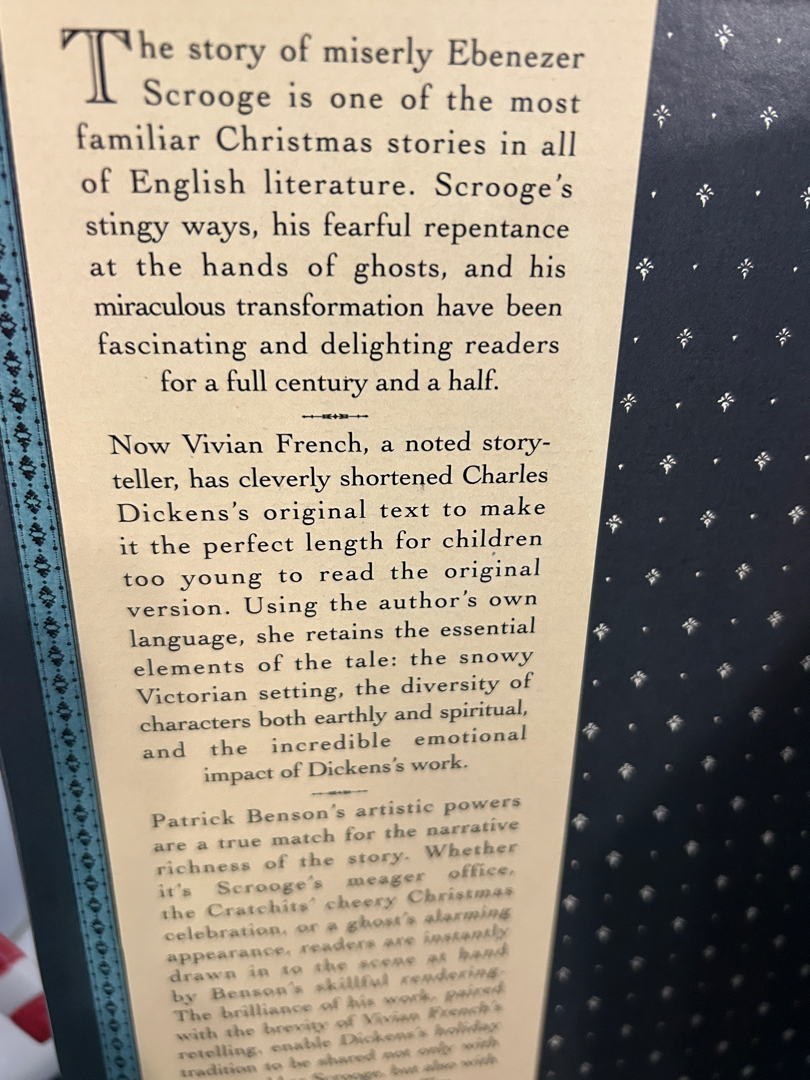 The story of miserly Ebenezer
Scrooge is one of the most
familiar Christmas stories in all
of English literature. Scrooge's
stingy ways, his fearful repentance
at the hands of ghosts, and his
miraculous transformation have been
fascinating and delighting readers
for a full century and a half.
Now Vivian French, a noted story-
teller, has cleverly shortened Charles
Dickens's original text to make
it the perfect length for children
too young to read the original
version. Using the author's own
language, she retains the essential
elements of the tale: the snowy
Victorian setting, the diversity of
characters both earthly and spiritual,
and the incredible emotional
impact of Dickens's work.
Patrick Benson's artistic powers
are a true match for the narrative
richness of the story. Whether
it's Scrooge's meager office,
the Cratchits' cheery Christmas
celebration, or a ghost's alarming
appearance, readers are instantly
drawn in to the scene at hand
by Benson's skillful rendering.
The brilliance of his work, paired
with the brevity of Vivian French's
retelling, enable Dickens's holiday
tradition to be shared not only with
Scrooge, but also with